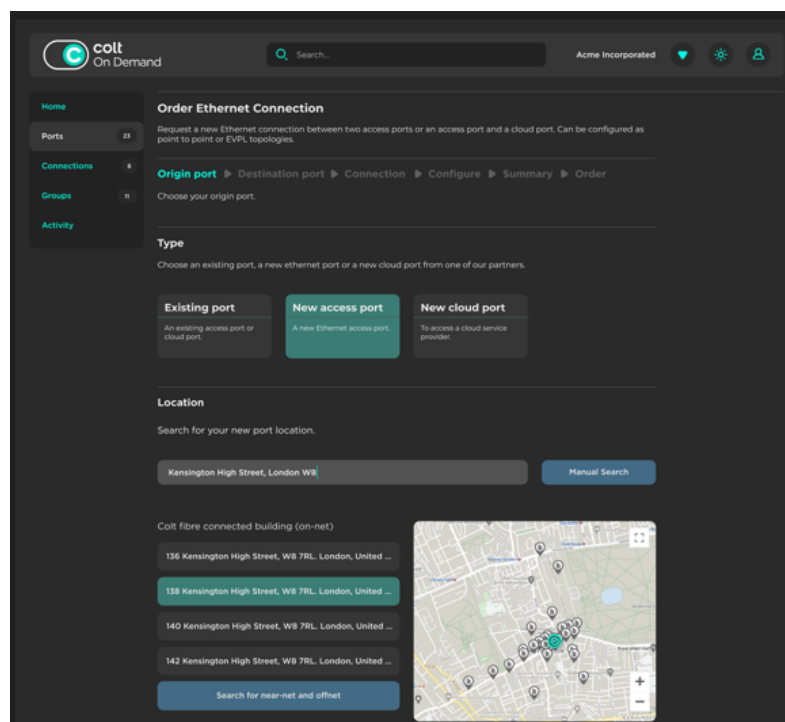 colt
On Demand
Search..
Acme Incorporated
Home
Ports 23
Connections 8
Groups 11
Activity
Order Ethernet Connection
Request a new Ethernet connection between two access ports or an access port and a cloud port. Can be configured as
point to point or EVPL topologies.
Origin port Destination port Connection Configure Summary Order
Choose your origin port.
Type
Choose an existing port, a new ethernet port or a new cloud port from one of our partners.
Existing port
An existing access port or
cloud port.
New access port
A new Ethernet access port.
New cloud port
To access a cloud service
provider.
Location
Search for your new port location.
Kensington High Street, London W8
Manual Search
Colt fibre connected building (on-net)
136 Kensington High Street, W8 7RL. London, United ...
138 Kensington High Street, W8 7RL. London, United ...
140 Kensington High Street, W8 7RL. London, United ...
142 Kensington High Street, W8 7RL. London, United ...
Search for near-net and offnet
+
−